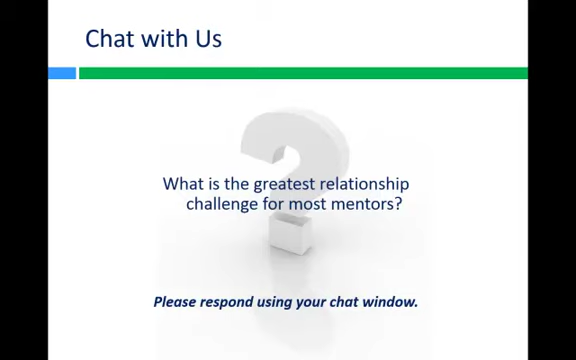 Chat with Us
What is the greatest relationship
challenge for most mentors?
Please respond using your chat window.